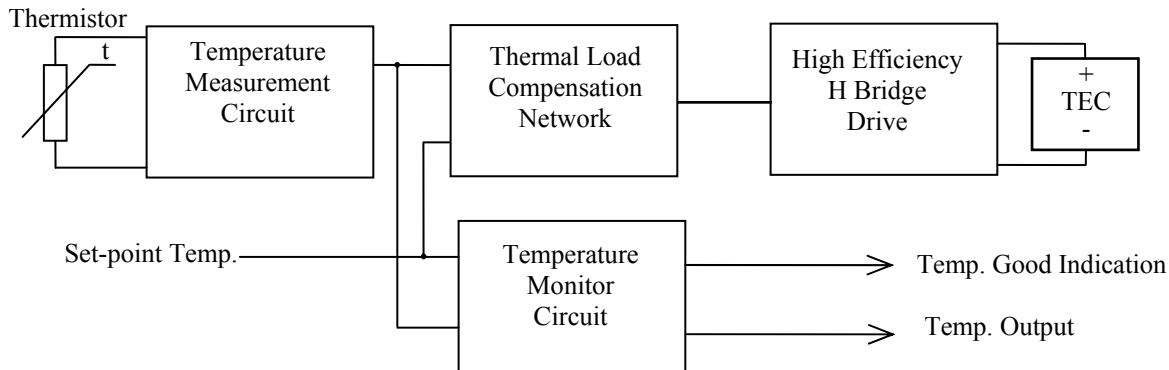 Thermistor
t
Temperature
Measurement
Circuit
Thermal Load
Compensation
Network
High Efficiency
H Bridge
Drive
+
TEC
-
Set-point Temp.
Temperature
Monitor
Circuit
Temp. Good Indication
Temp. Output